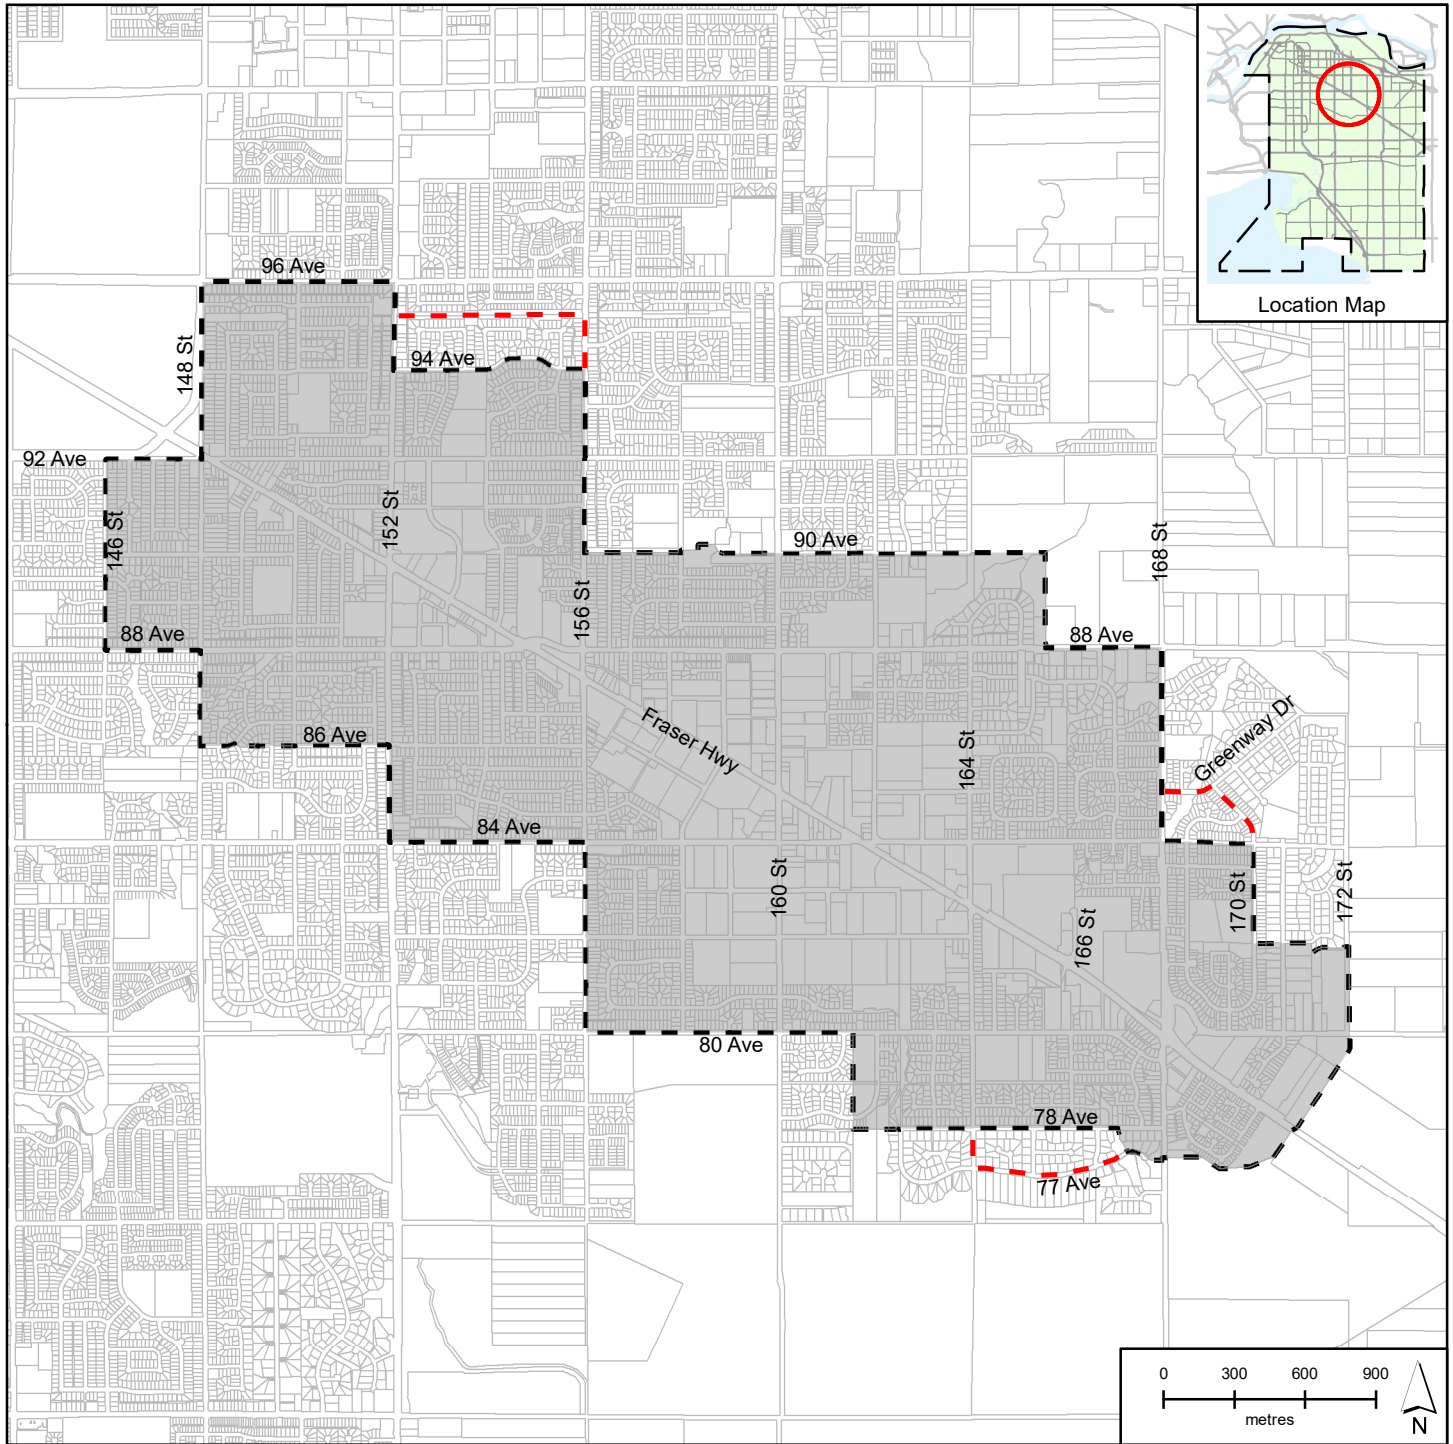 Location Map
96 Ave
148 St
94 Ave
92 Ave
146 St
152 St
90 Ave
168 St
156 St
88 Ave
88 Ave
Greenway Dr
86 Ave
Fraser Hwy
164 St
84 Ave
160 St
170 St
172 St
166 St
80 Ave
78 Ave
77 Ave
0 300 600 900
metres
N